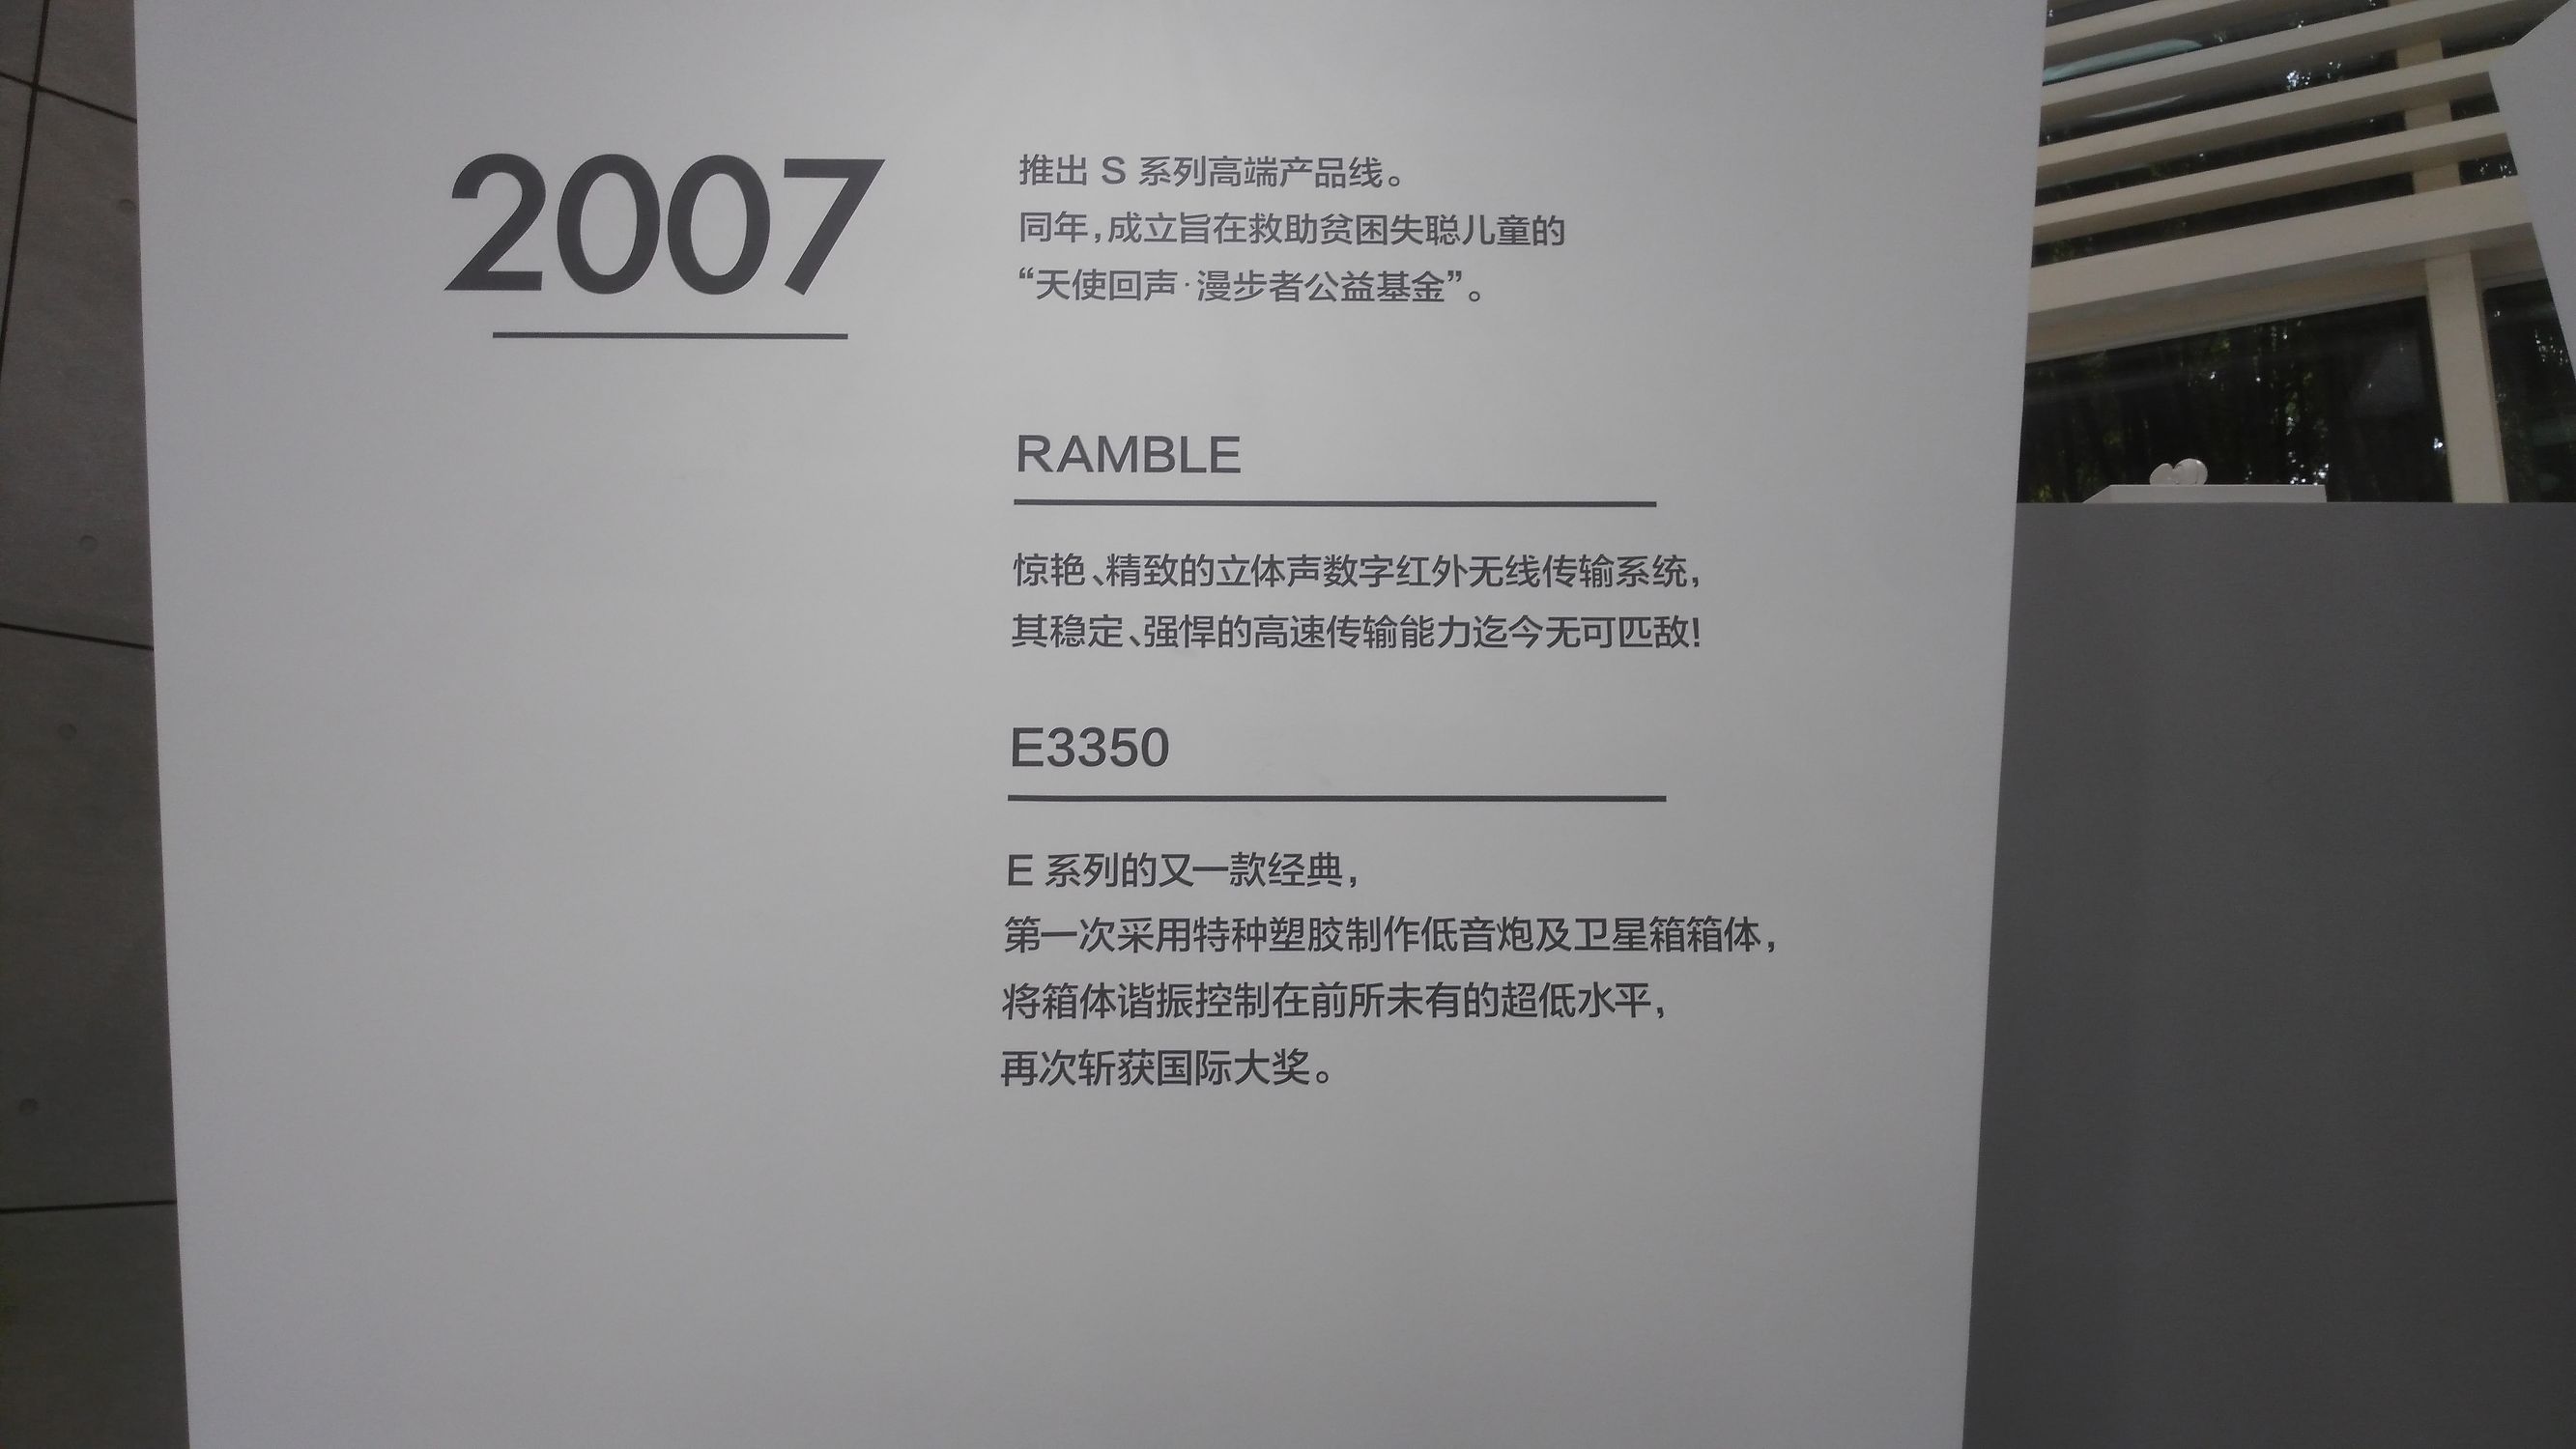 2007
推出 S 系列高端产品线。
同年，成立旨在救助贫困失聪儿童的
“天使回声·漫步者公益基金”。
RAMBLE
惊艳、精致的立体声数字红外无线传输系统，
其稳定、强悍的高速传输能力迄今无可匹敌！
E3350
E 系列的又一款经典，
第一次采用特种塑胶制作低音炮及卫星箱箱体，
将箱体谐振控制在前所未有的超低水平，
再次斩获国际大奖。